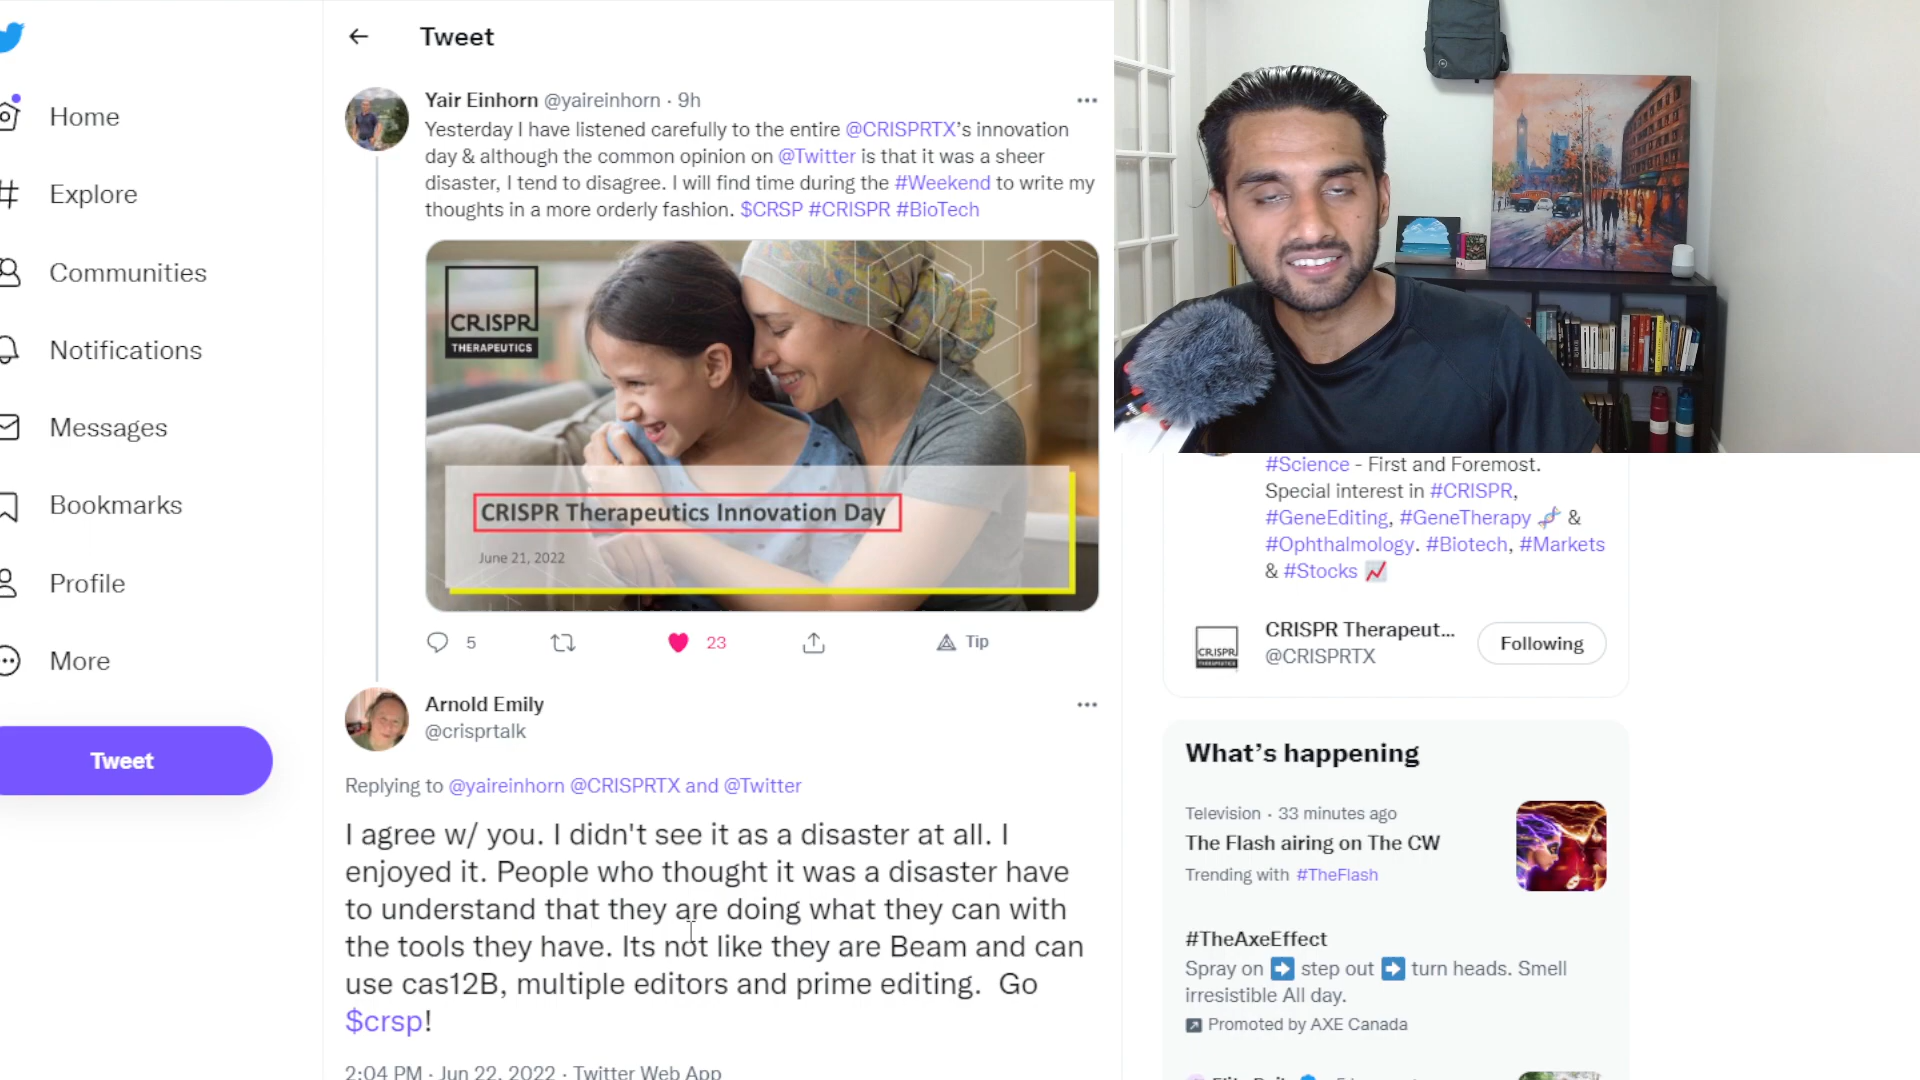 Tweet
Home
Explore
Communities
Notifications
Messages
Bookmarks
Profile
More
Tweet
Yair Einhorn @yaireinhorn · 9h
Yesterday I have listened carefully to the entire @CRISPRTX's innovation
day & although the common opinion on @Twitter is that it was a sheer
disaster, I tend to disagree. I will find time during the #Weekend to write my
thoughts in a more orderly fashion. $CRSP #CRISPR #BioTech
CRISPR
THERAPEUTICS
CRISPR Therapeutics Innovation Day
June 21, 2022
5
23
Tip
Arnold Emily
@crisprtalk
Replying to @yaireinhorn @CRISPRTX and @Twitter
I agree w/ you. I didn't see it as a disaster at all. I
enjoyed it. People who thought it was a disaster have
to understand that they are doing what they can with
the tools they have. Its not like they are Beam and can
use cas12B, multiple editors and prime editing. Go
$crsp!
2:04 PM · Jun 22, 2022 · Twitter Web App
#Science - First and Foremost.
Special interest in #CRISPR,
#GeneEditing, #GeneTherapy 🧬 &
#Ophthalmology. #Biotech, #Markets
& #Stocks 📈
CRISPR
THERAPEUTICS
CRISPR Therapeut...
@CRISPRTX
Following
What's happening
Television · 33 minutes ago
The Flash airing on The CW
Trending with #TheFlash
#TheAxeEffect
Spray on ➡️ step out ➡️ turn heads. Smell
irresistible All day.
Promoted by AXE Canada